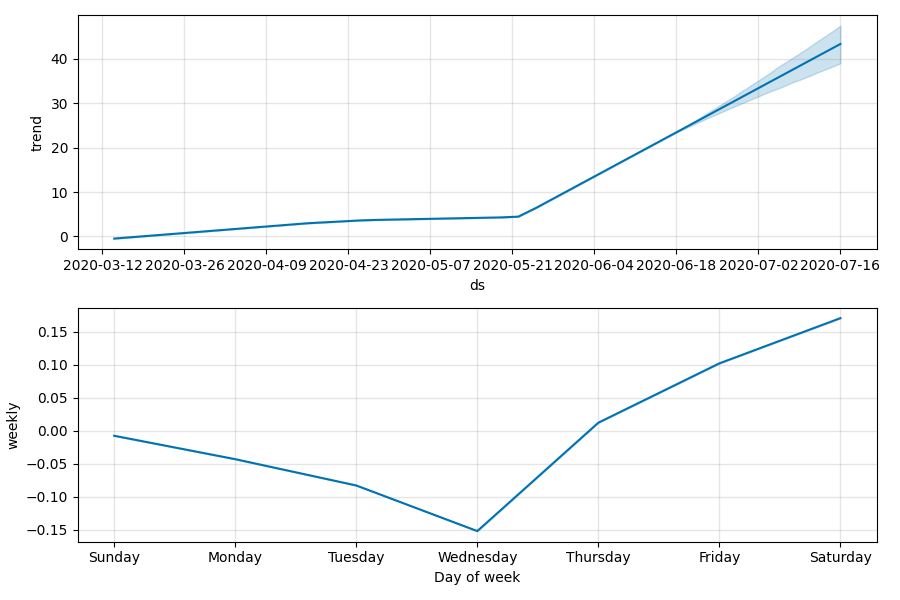 40
30
20
10
0
trend
2020-03-12 2020-03-26 2020-04-09 2020-04-23 2020-05-07 2020-05-21 2020-06-04 2020-06-18 2020-07-02 2020-07-16
ds
0.15
0.10
0.05
0.00
−0.05
−0.10
−0.15
weekly
Sunday Monday Tuesday Wednesday Thursday Friday Saturday
Day of week